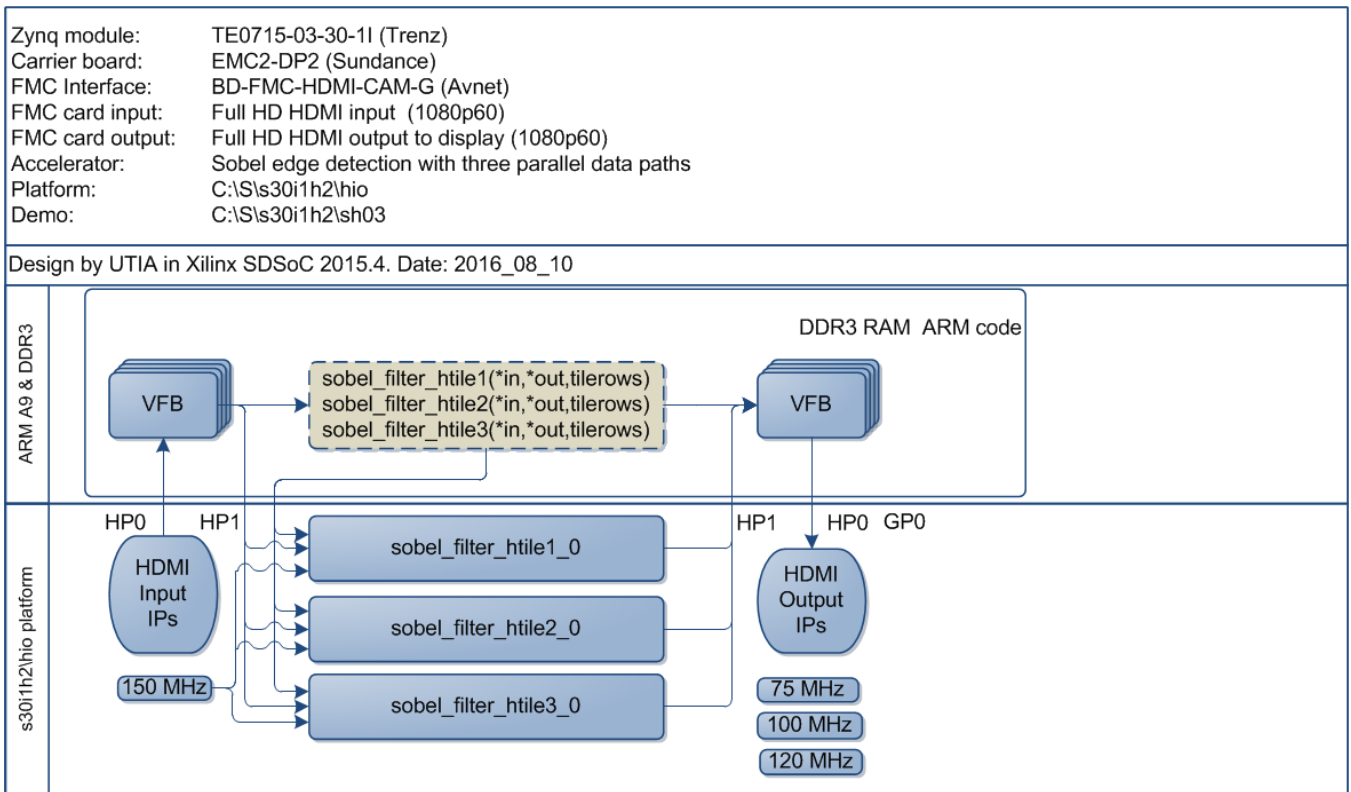 Zynq module: TE0715-03-30-1I (Trenz)
Carrier board: EMC2-DP2 (Sundance)
FMC Interface: BD-FMC-HDMI-CAM-G (Avnet)
FMC card input: Full HD HDMI input (1080p60)
FMC card output: Full HD HDMI output to display (1080p60)
Accelerator: Sobel edge detection with three parallel data paths
Platform: C:\S\s30i1h2\hio
Demo: C:\S\s30i1h2\sh03
Design by UTIA in Xilinx SDSoC 2015.4. Date: 2016_08_10
ARM A9 & DDR3
DDR3 RAM ARM code
VFB
sobel_filter_htile1(*in,*out,tilerows)
sobel_filter_htile2(*in,*out,tilerows)
sobel_filter_htile3(*in,*out,tilerows)
VFB
s30i1h2\hio platform
HP0 HP1
HP1 HP0 GP0
HDMI
Input
IPs
150 MHz
sobel_filter_htile1_0
sobel_filter_htile2_0
sobel_filter_htile3_0
HDMI
Output
IPs
75 MHz
100 MHz
120 MHz